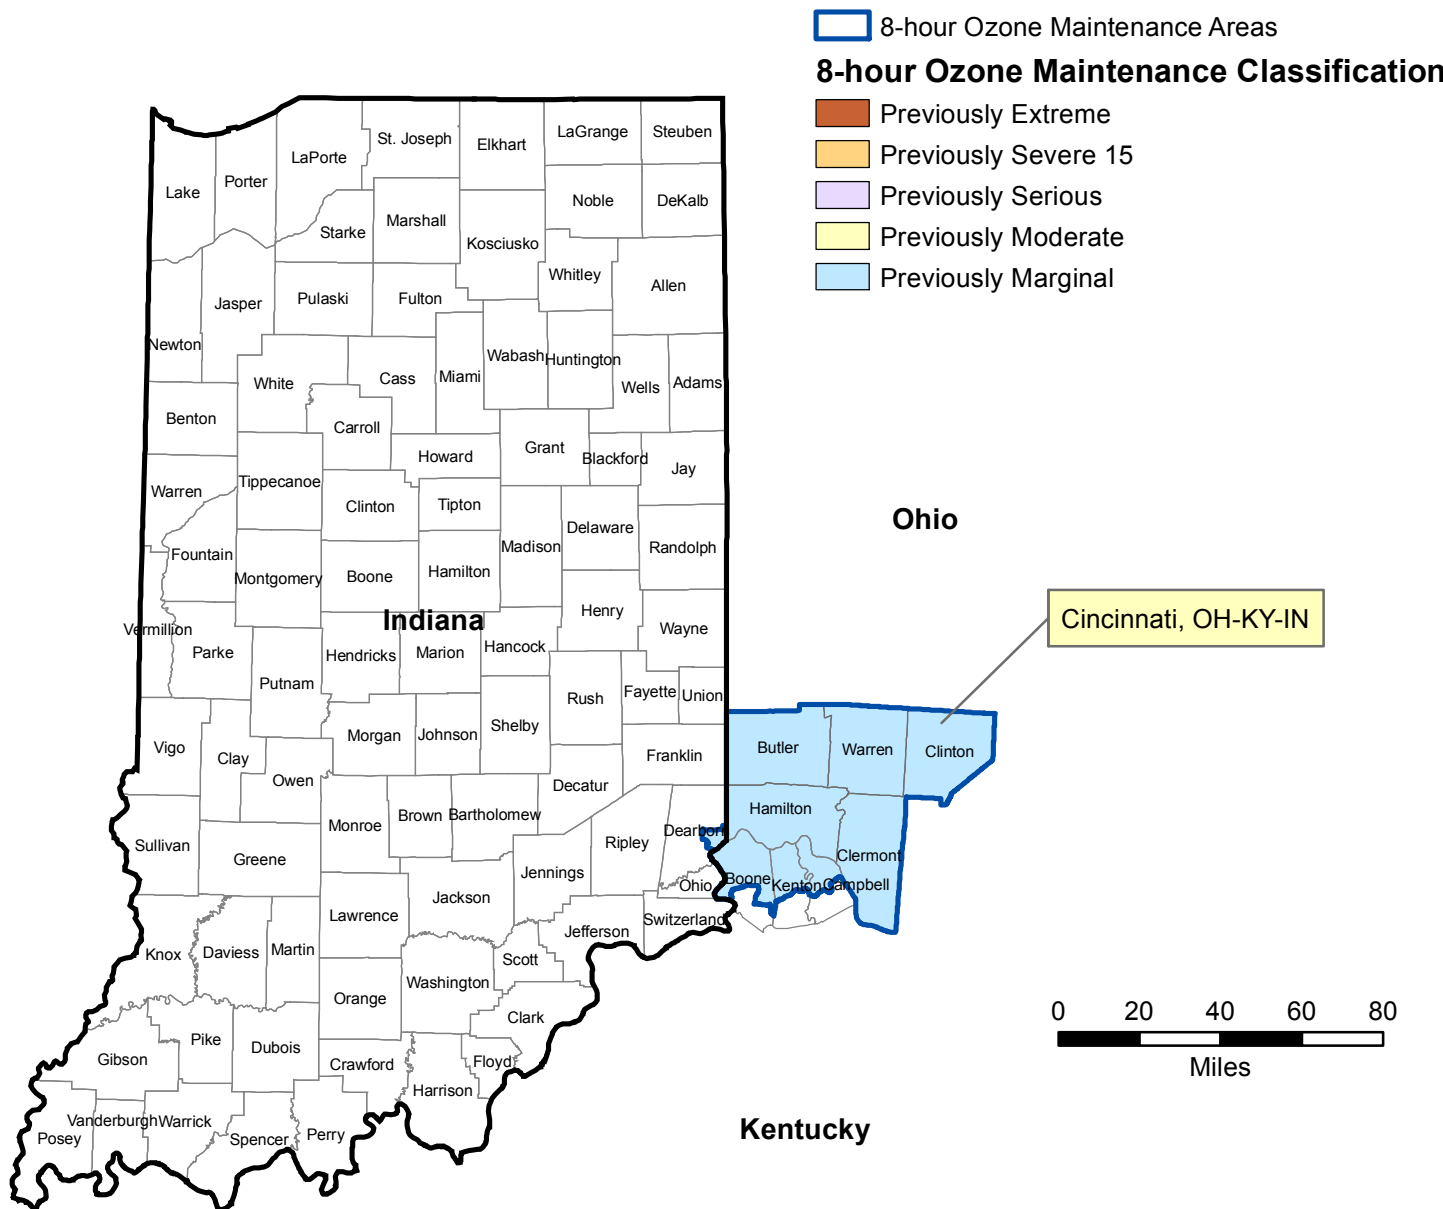 8-hour Ozone Maintenance Areas
8-hour Ozone Maintenance Classification
Previously Extreme
Previously Severe 15
Previously Serious
Previously Moderate
Previously Marginal
Lake
Porter
LaPorte
St. Joseph
Elkhart
LaGrange
Steuben
Noble
DeKalb
Starke
Marshall
Kosciusko
Whitley
Allen
Newton
Jasper
Pulaski
Fulton
White
Cass
Miami
Wabash
Huntington
Wells
Adams
Benton
Carroll
Howard
Grant
Blackford
Jay
Warren
Tippecanoe
Clinton
Tipton
Madison
Delaware
Randolph
Fountain
Montgomery
Boone
Hamilton
Henry
Wayne
Indiana
Vermillion
Parke
Putnam
Hendricks
Marion
Hancock
Rush
Fayette
Union
Vigo
Clay
Owen
Morgan
Johnson
Shelby
Franklin
Decatur
Sullivan
Greene
Monroe
Brown
Bartholomew
Jennings
Ripley
Dearborn
Ohio
Switzerland
Jefferson
Jackson
Lawrence
Knox
Daviess
Martin
Scott
Washington
Orange
Clark
Gibson
Pike
Dubois
Crawford
Floyd
Harrison
Posey
Vanderburgh
Warrick
Spencer
Perry
Ohio
Cincinnati, OH-KY-IN
Butler
Warren
Clinton
Hamilton
Clermont
Boone
Kenton
Campbell
0 20 40 60 80
Miles
Kentucky